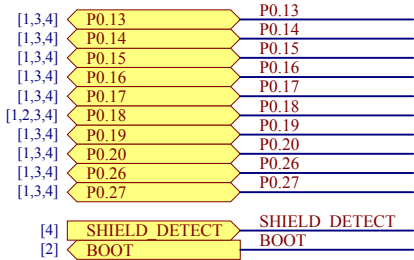 [1,3,4] P0.13 P0.13
[1,3,4] P0.14 P0.14
[1,3,4] P0.15 P0.15
[1,3,4] P0.16 P0.16
[1,3,4] P0.17 P0.17
[1,2,3,4] P0.18 P0.18
[1,3,4] P0.19 P0.19
[1,3,4] P0.20 P0.20
[1,3,4] P0.26 P0.26
[1,3,4] P0.27 P0.27
[4] SHIELD_DETECT SHIELD_DETECT
[2] BOOT BOOT